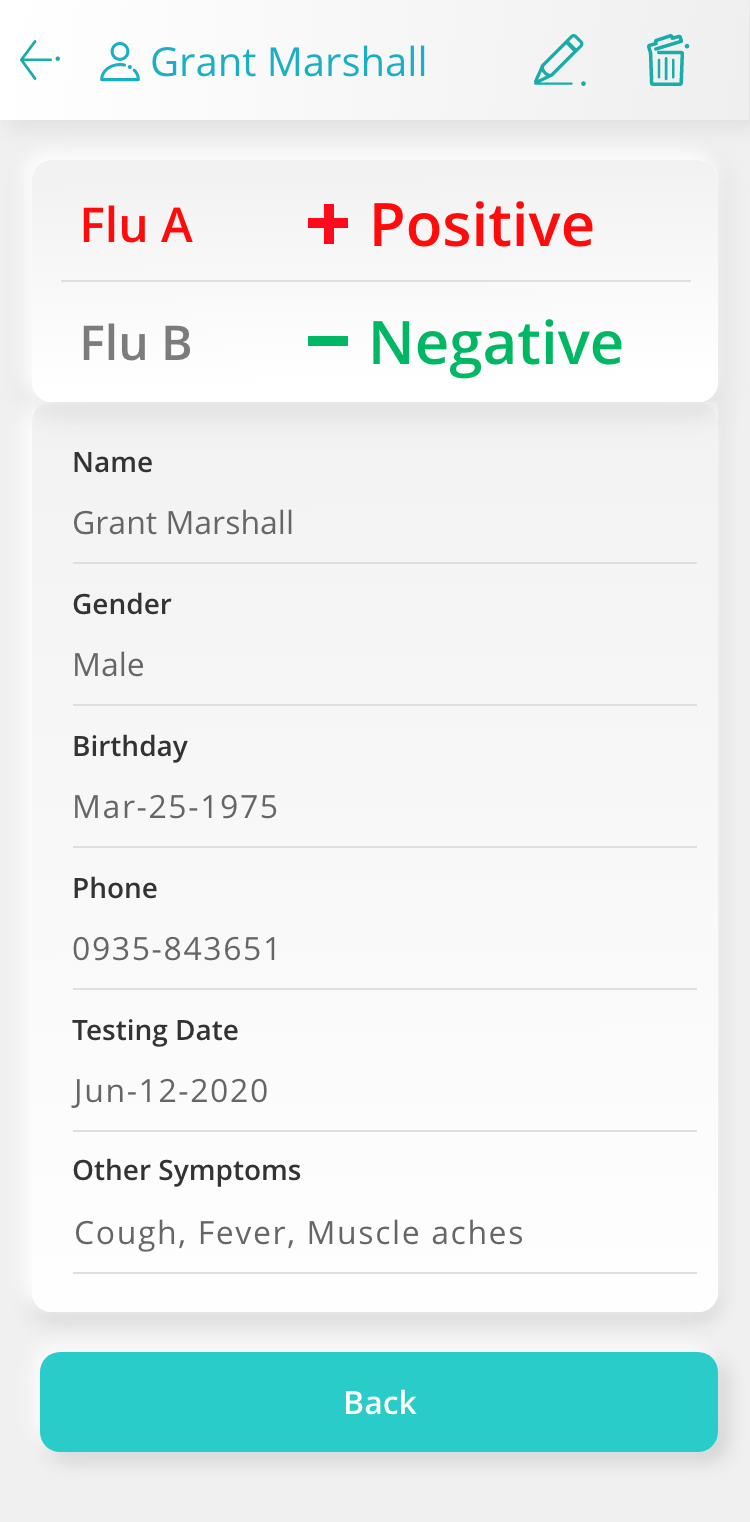 Grant Marshall
Flu A + Positive
Flu B − Negative
Name
Grant Marshall
Gender
Male
Birthday
Mar-25-1975
Phone
0935-843651
Testing Date
Jun-12-2020
Other Symptoms
Cough, Fever, Muscle aches
Back